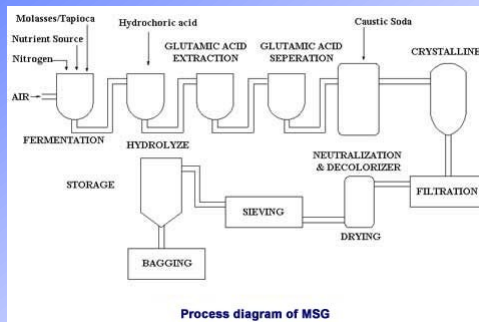 Molasses/Tapioca
Nutrient Source
Nitrogen
AIR
FERMENTATION
Hydrochoric acid
HYDROLYZE
GLUTAMIC ACID
EXTRACTION
GLUTAMIC ACID
SEPERATION
Caustic Soda
NEUTRALIZATION
& DECOLORIZER
CRYSTALLINE
FILTRATION
DRYING
SIEVING
STORAGE
BAGGING
Process diagram of MSG